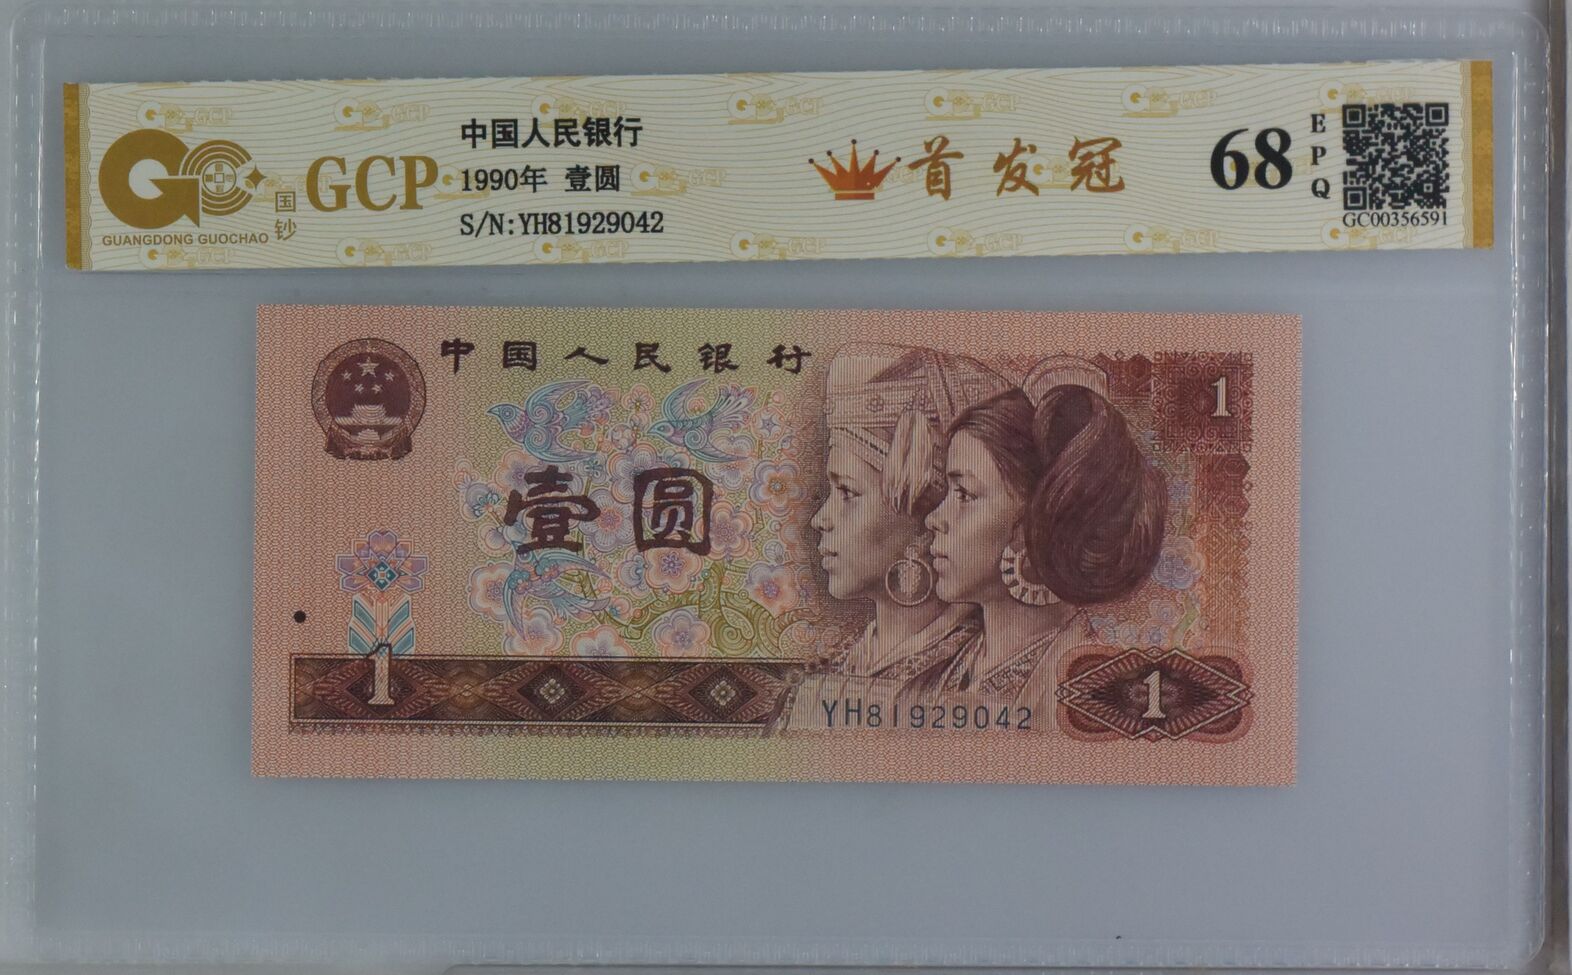 中国人民银行
1990年 壹圆
S/N:YH81929042
GCP
国钞
GUANGDONG GUOCHAO
首发冠
68
EPQ
GC00356591
中国人民银行
1
壹圆
1
YH81929042
1